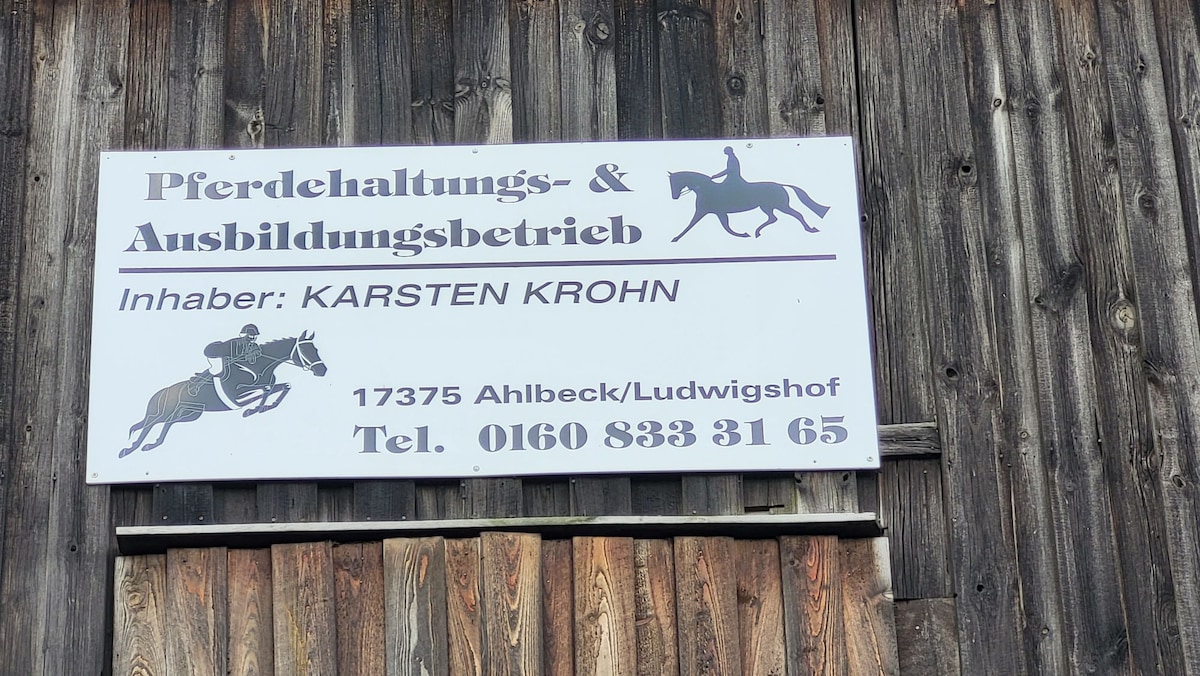 Pferdehaltungs- &
Ausbildungsbetrieb
Inhaber: KARSTEN KROHN
17375 Ahlbeck/Ludwigshof
Tel. 0160 833 31 65